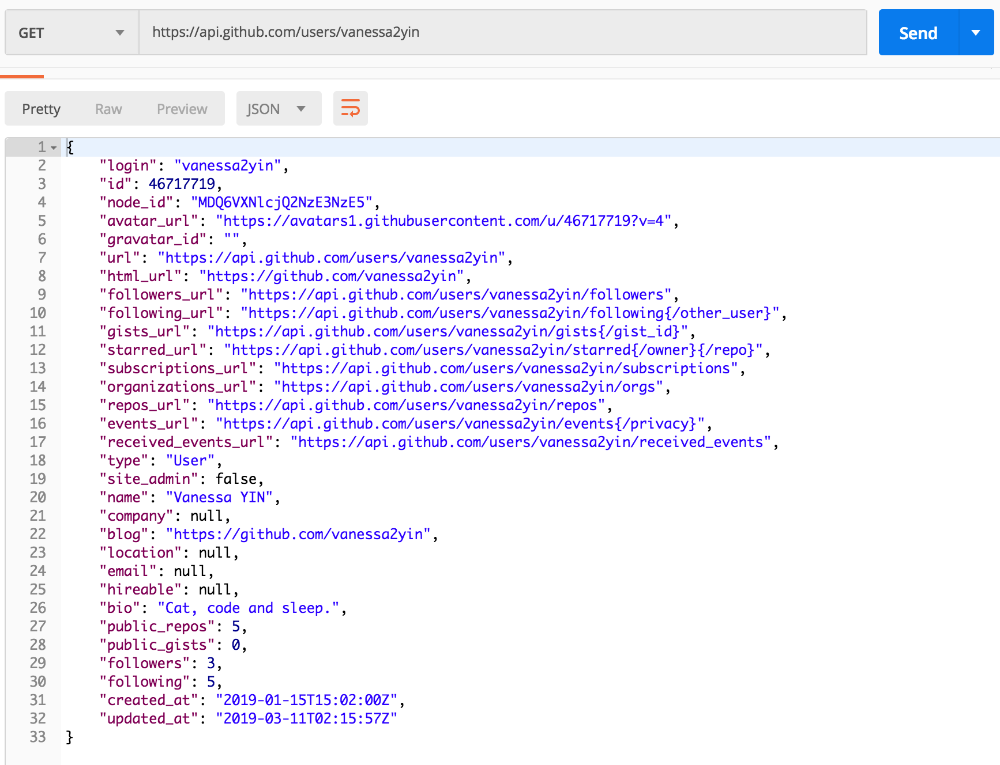 GET https://api.github.com/users/vanessa2yin Send
Pretty Raw Preview JSON
1 {
2 "login": "vanessa2yin",
3 "id": 46717719,
4 "node_id": "MDQ6VXNlcjQ2NzE3NzE5",
5 "avatar_url": "https://avatars1.githubusercontent.com/u/46717719?v=4",
6 "gravatar_id": "",
7 "url": "https://api.github.com/users/vanessa2yin",
8 "html_url": "https://github.com/vanessa2yin",
9 "followers_url": "https://api.github.com/users/vanessa2yin/followers",
10 "following_url": "https://api.github.com/users/vanessa2yin/following{/other_user}",
11 "gists_url": "https://api.github.com/users/vanessa2yin/gists{/gist_id}",
12 "starred_url": "https://api.github.com/users/vanessa2yin/starred{/owner}{/repo}",
13 "subscriptions_url": "https://api.github.com/users/vanessa2yin/subscriptions",
14 "organizations_url": "https://api.github.com/users/vanessa2yin/orgs",
15 "repos_url": "https://api.github.com/users/vanessa2yin/repos",
16 "events_url": "https://api.github.com/users/vanessa2yin/events{/privacy}",
17 "received_events_url": "https://api.github.com/users/vanessa2yin/received_events",
18 "type": "User",
19 "site_admin": false,
20 "name": "Vanessa YIN",
21 "company": null,
22 "blog": "https://github.com/vanessa2yin",
23 "location": null,
24 "email": null,
25 "hireable": null,
26 "bio": "Cat, code and sleep.",
27 "public_repos": 5,
28 "public_gists": 0,
29 "followers": 3,
30 "following": 5,
31 "created_at": "2019-01-15T15:02:00Z",
32 "updated_at": "2019-03-11T02:15:57Z"
33 }